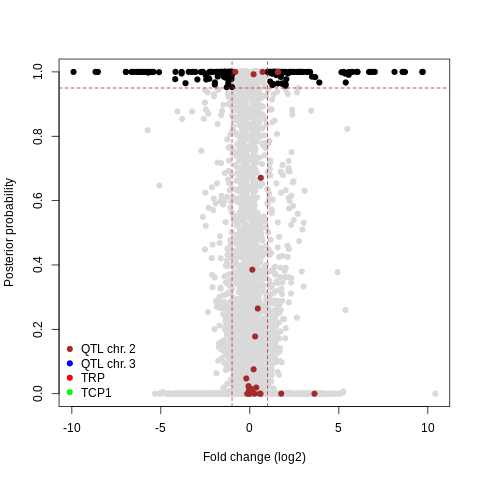 1.0
0.8
0.6
0.4
0.2
0.0
Posterior probability
QTL chr. 2
QTL chr. 3
TRP
TCP1
-10 -5 0 5 10
Fold change (log2)